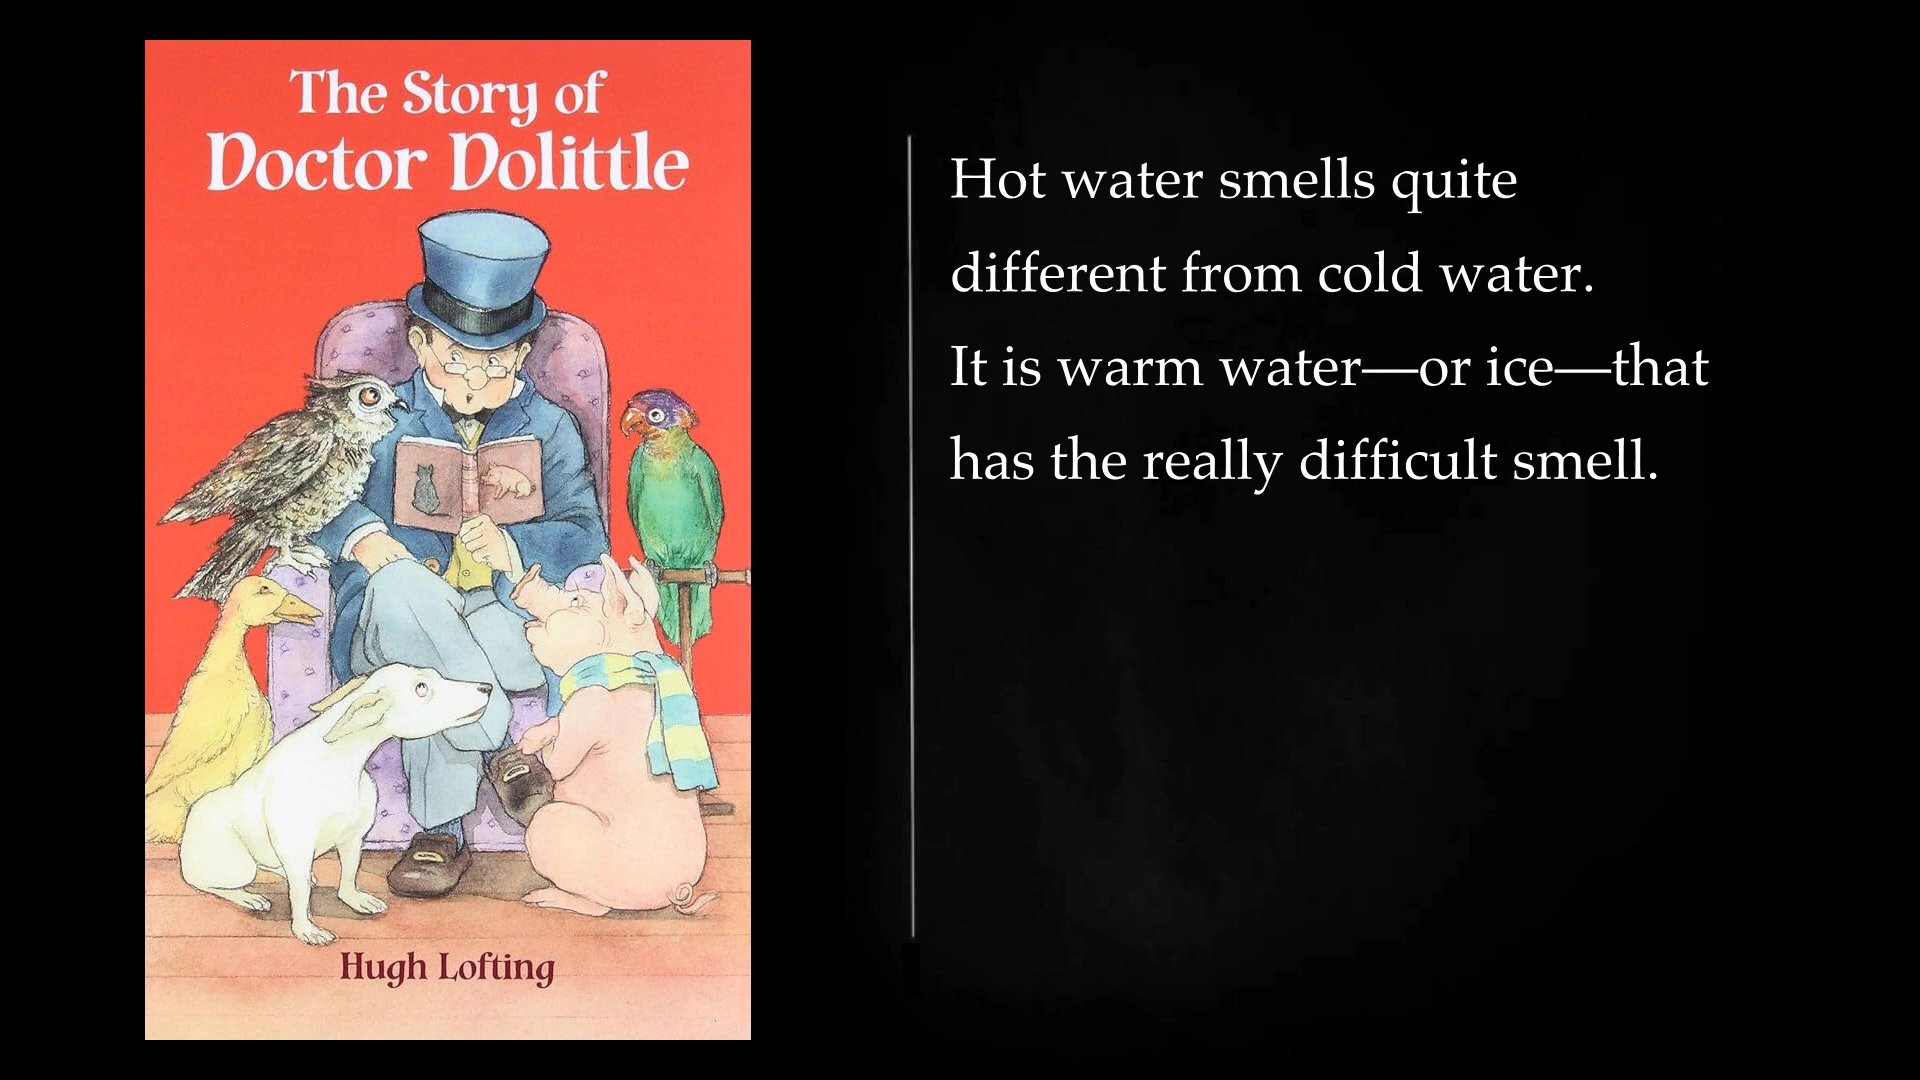 The Story of
Doctor Dolittle
Hugh Lofting
Hot water smells quite
different from cold water.
It is warm water—or ice—that
has the really difficult smell.